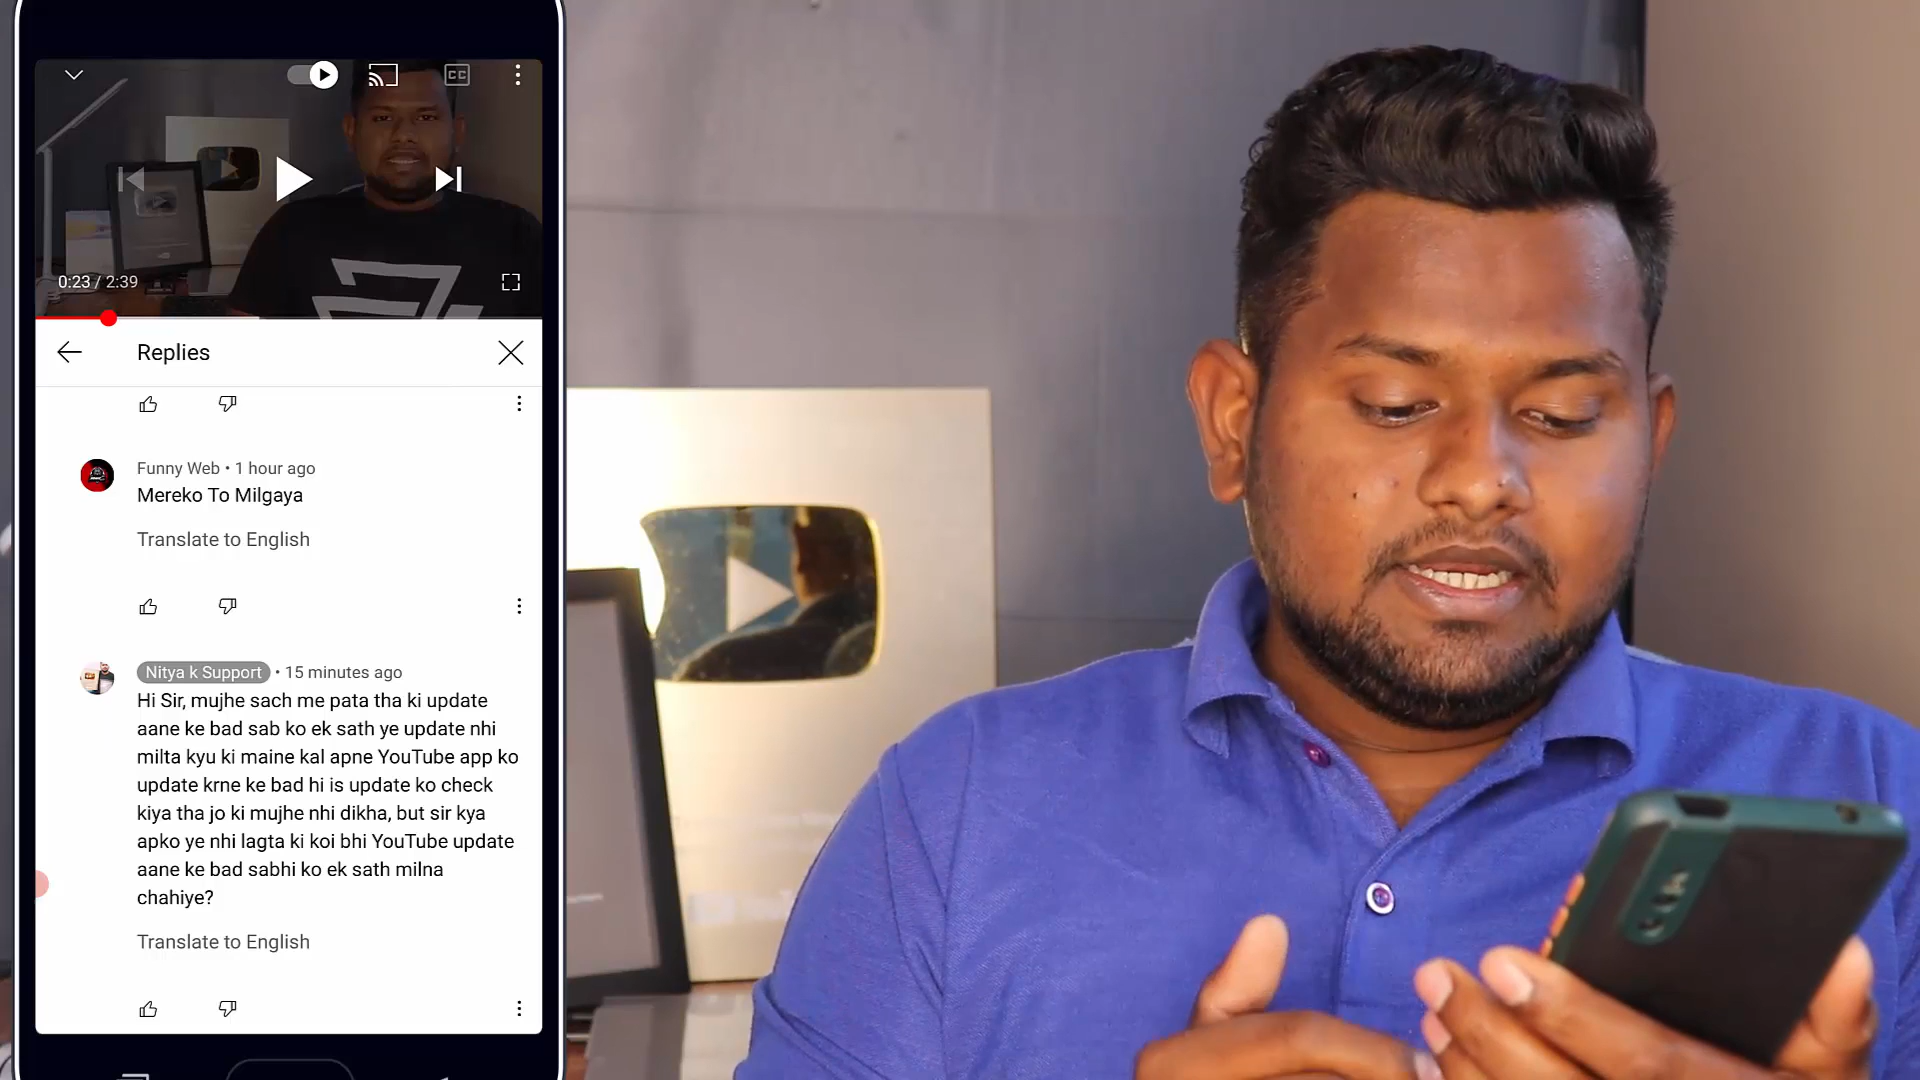 CC
0:23 / 2:39
Replies
Funny Web • 1 hour ago
Mereko To Milgaya
Translate to English
Nitya k Support • 15 minutes ago
Hi Sir, mujhe sach me pata tha ki update
aane ke bad sab ko ek sath ye update nhi
milta kyu ki maine kal apne YouTube app ko
update krne ke bad hi is update ko check
kiya tha jo ki mujhe nhi dikha, but sir kya
apko ye nhi lagta ki koi bhi YouTube update
aane ke bad sabhi ko ek sath milna
chahiye?
Translate to English